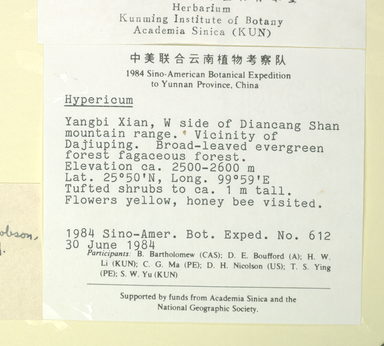 Herbarium
Kunming Institute of Botany
Academia Sinica (KUN)
中美联合云南植物考察队
1984 Sino-American Botanical Expedition
to Yunnan Province, China
Hypericum
Yangbi Xian, W side of Diancang Shan
mountain range. Vicinity of
Dajiuping. Broad-leaved evergreen
forest fagaceous forest.
Elevation ca. 2500-2600 m
Lat. 25°50'N, Long. 99°59'E
Tufted shrubs to ca. 1 m tall.
Flowers yellow, honey bee visited.
1984 Sino-Amer. Bot. Exped. No. 612
30 June 1984
Participants: B. Bartholomew (CAS); D. E. Boufford (A); H. W.
Li (KUN); C. G. Ma (PE); D. H. Nicolson (US); T. S. Ying
(PE); S. W. Yu (KUN)
Supported by funds from Academia Sinica and the
National Geographic Society.